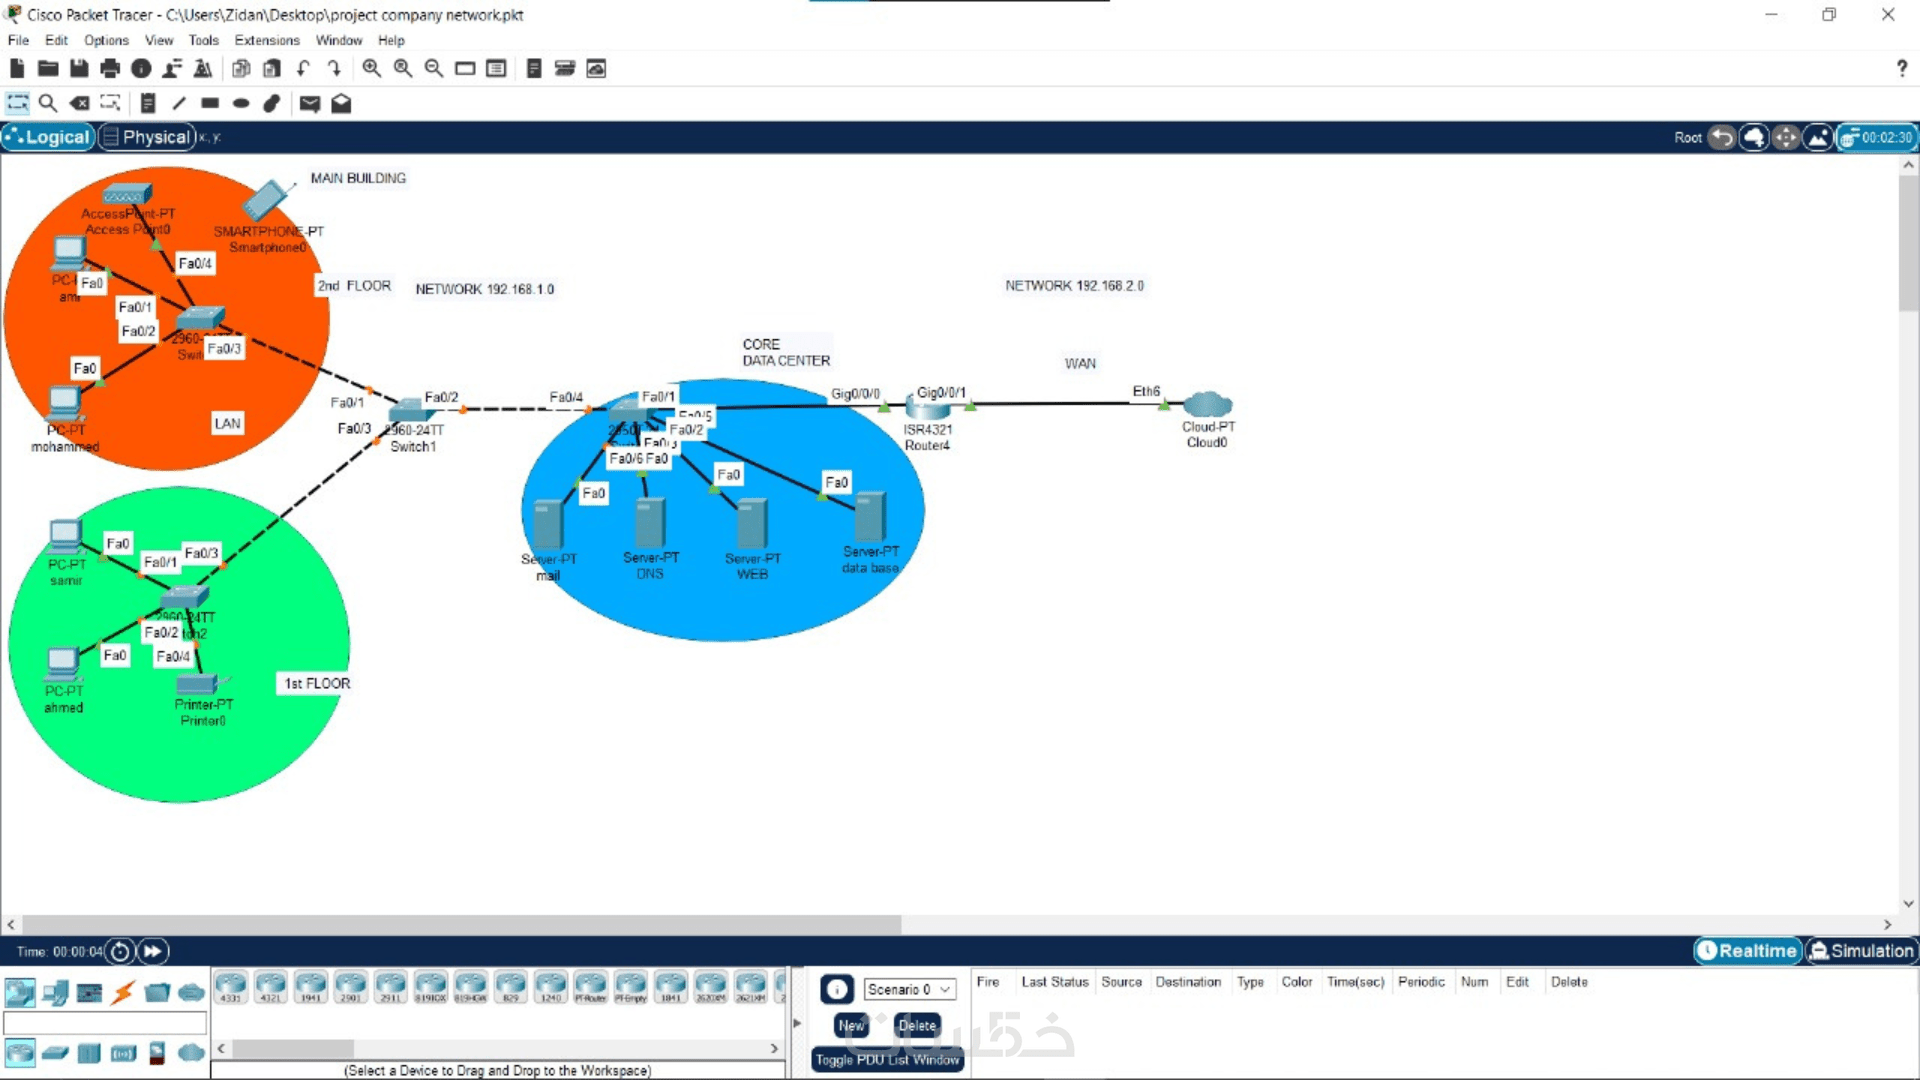 Cisco Packet Tracer - C:\Users\Zidan\Desktop\project company network.pkt
File Edit Options View Tools Extensions Window Help
?
Logical Physical x:, y:
Root 00:02:30
MAIN BUILDING
AccessPoint-PT
Access Point0
SMARTPHONE-PT
Smartphone0
Fa0/4
Fa0
Fa0/1
Fa0/2
Fa0/3
Fa0
PC-PT
mohammed
LAN
2nd FLOOR
NETWORK 192.168.1.0
NETWORK 192.168.2.0
CORE
DATA CENTER
WAN
Fa0/1
Fa0/2
Fa0/3
2960-24TT
Switch1
Fa0/4
Fa0/1
Fa0/2
Fa0/6
Fa0
Gig0/0/0
Gig0/0/1
Eth6
ISR4321
Router4
Cloud-PT
Cloud0
Fa0
Fa0
Fa0
Server-PT
mail
Server-PT
DNS
Server-PT
WEB
Server-PT
data base
Fa0
Fa0/1
Fa0/3
PC-PT
samir
2960-24TT
Fa0/2
Fa0
Fa0/4
PC-PT
ahmed
Printer-PT
Printer0
1st FLOOR
Time: 00:00:04
Realtime Simulation
4331 4321 1941 2901 2911 819IOX 819HGW 829 1240 PT-Router PT-Empty 1841 2620XM 2621XM
(Select a Device to Drag and Drop to the Workspace)
Scenario 0
New Delete
Toggle PDU List Window
Fire Last Status Source Destination Type Color Time(sec) Periodic Num Edit Delete
خمسات